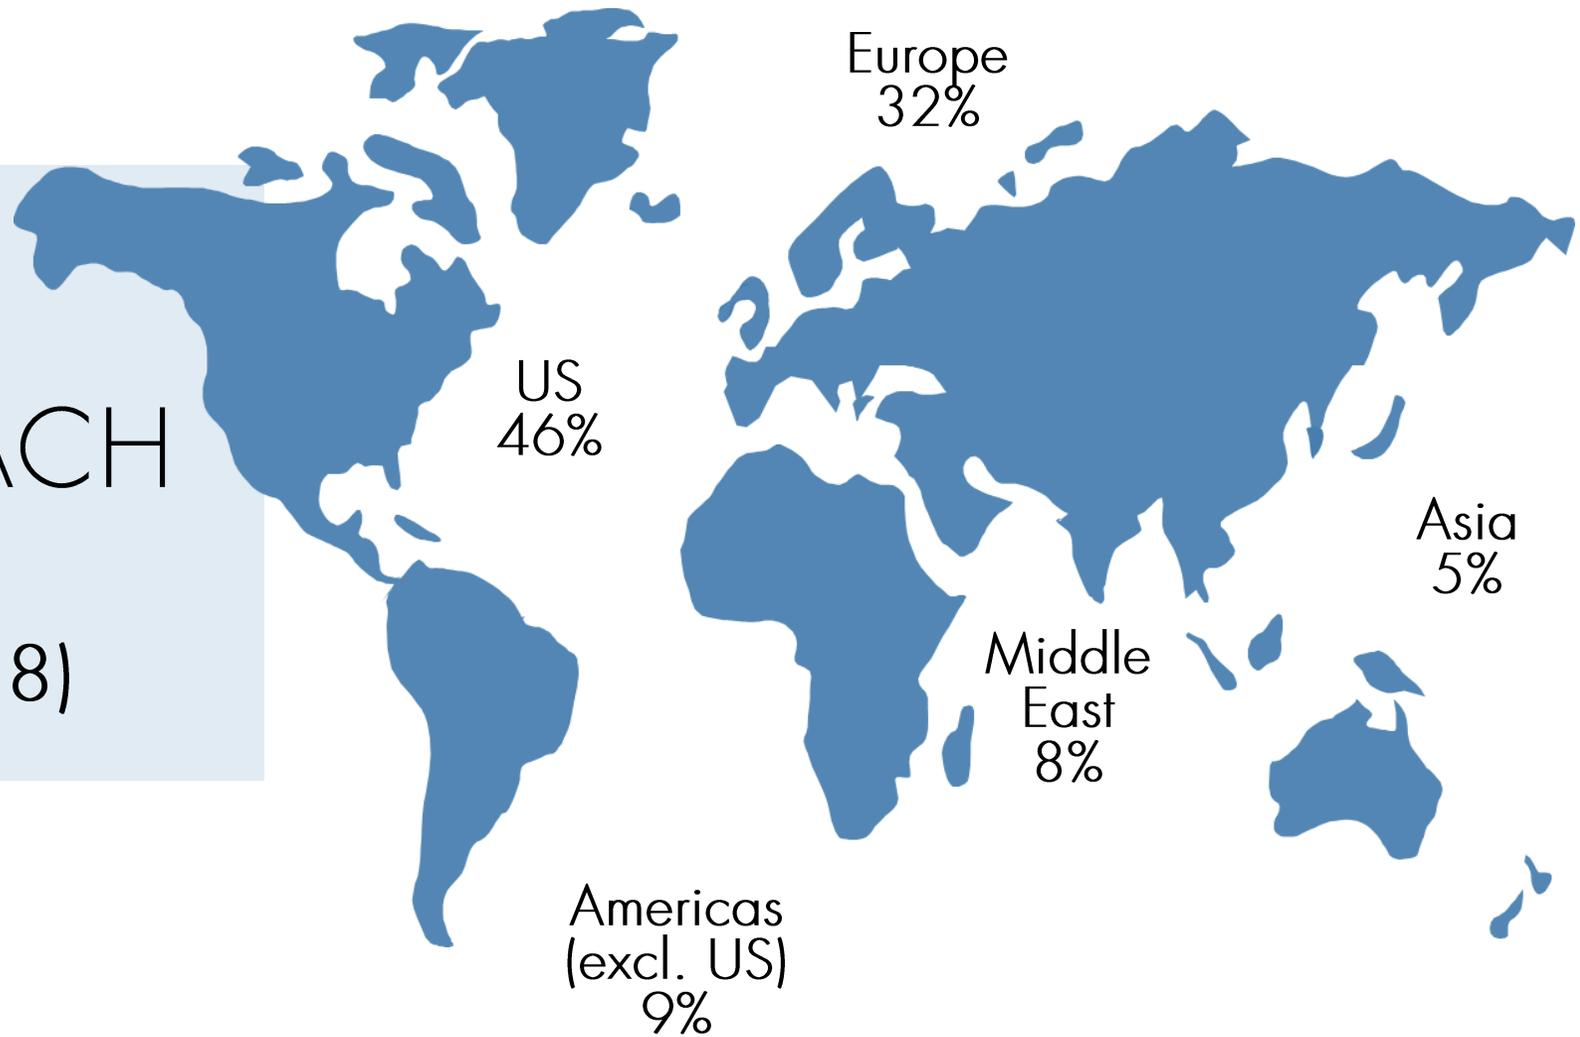 Europe
32%
US
46%
ACH
Asia
5%
8)
Middle
East
8%
Americas
(excl. US)
9%